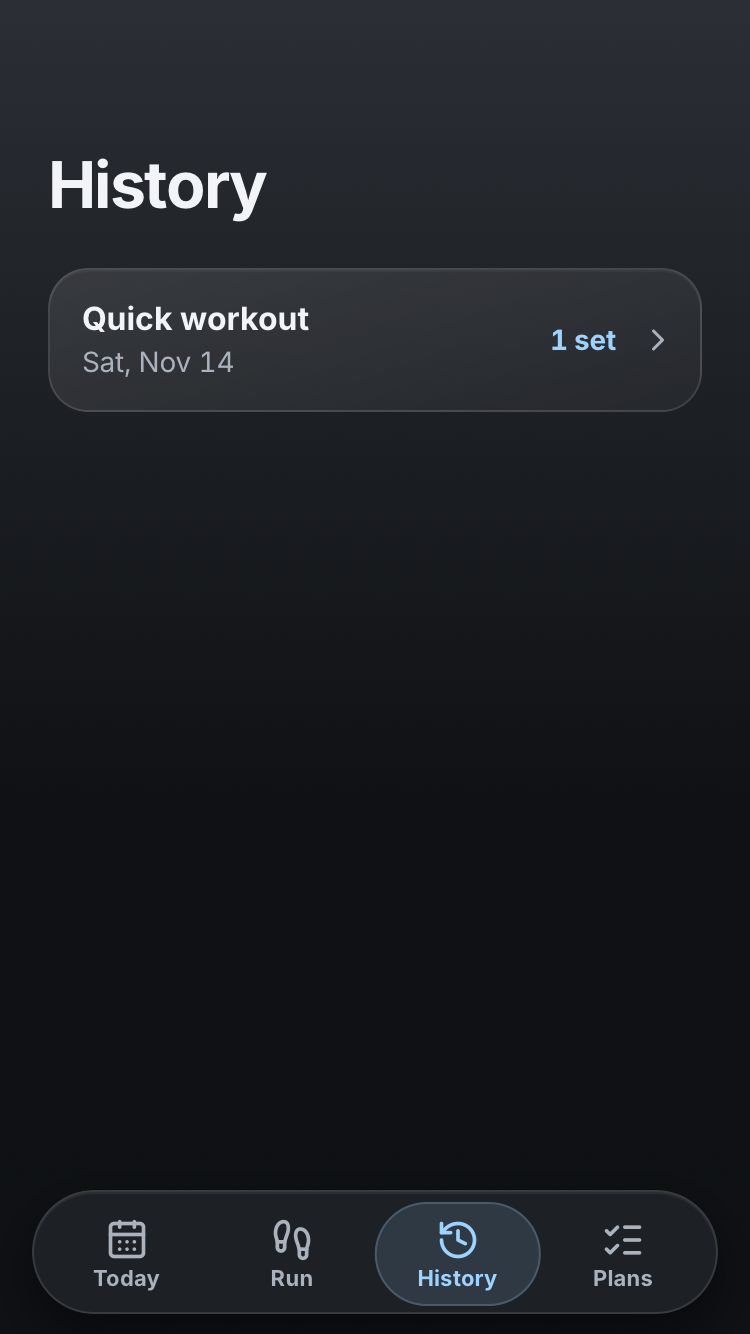 History
Quick workout
Sat, Nov 14
1 set
Today
Run
History
Plans